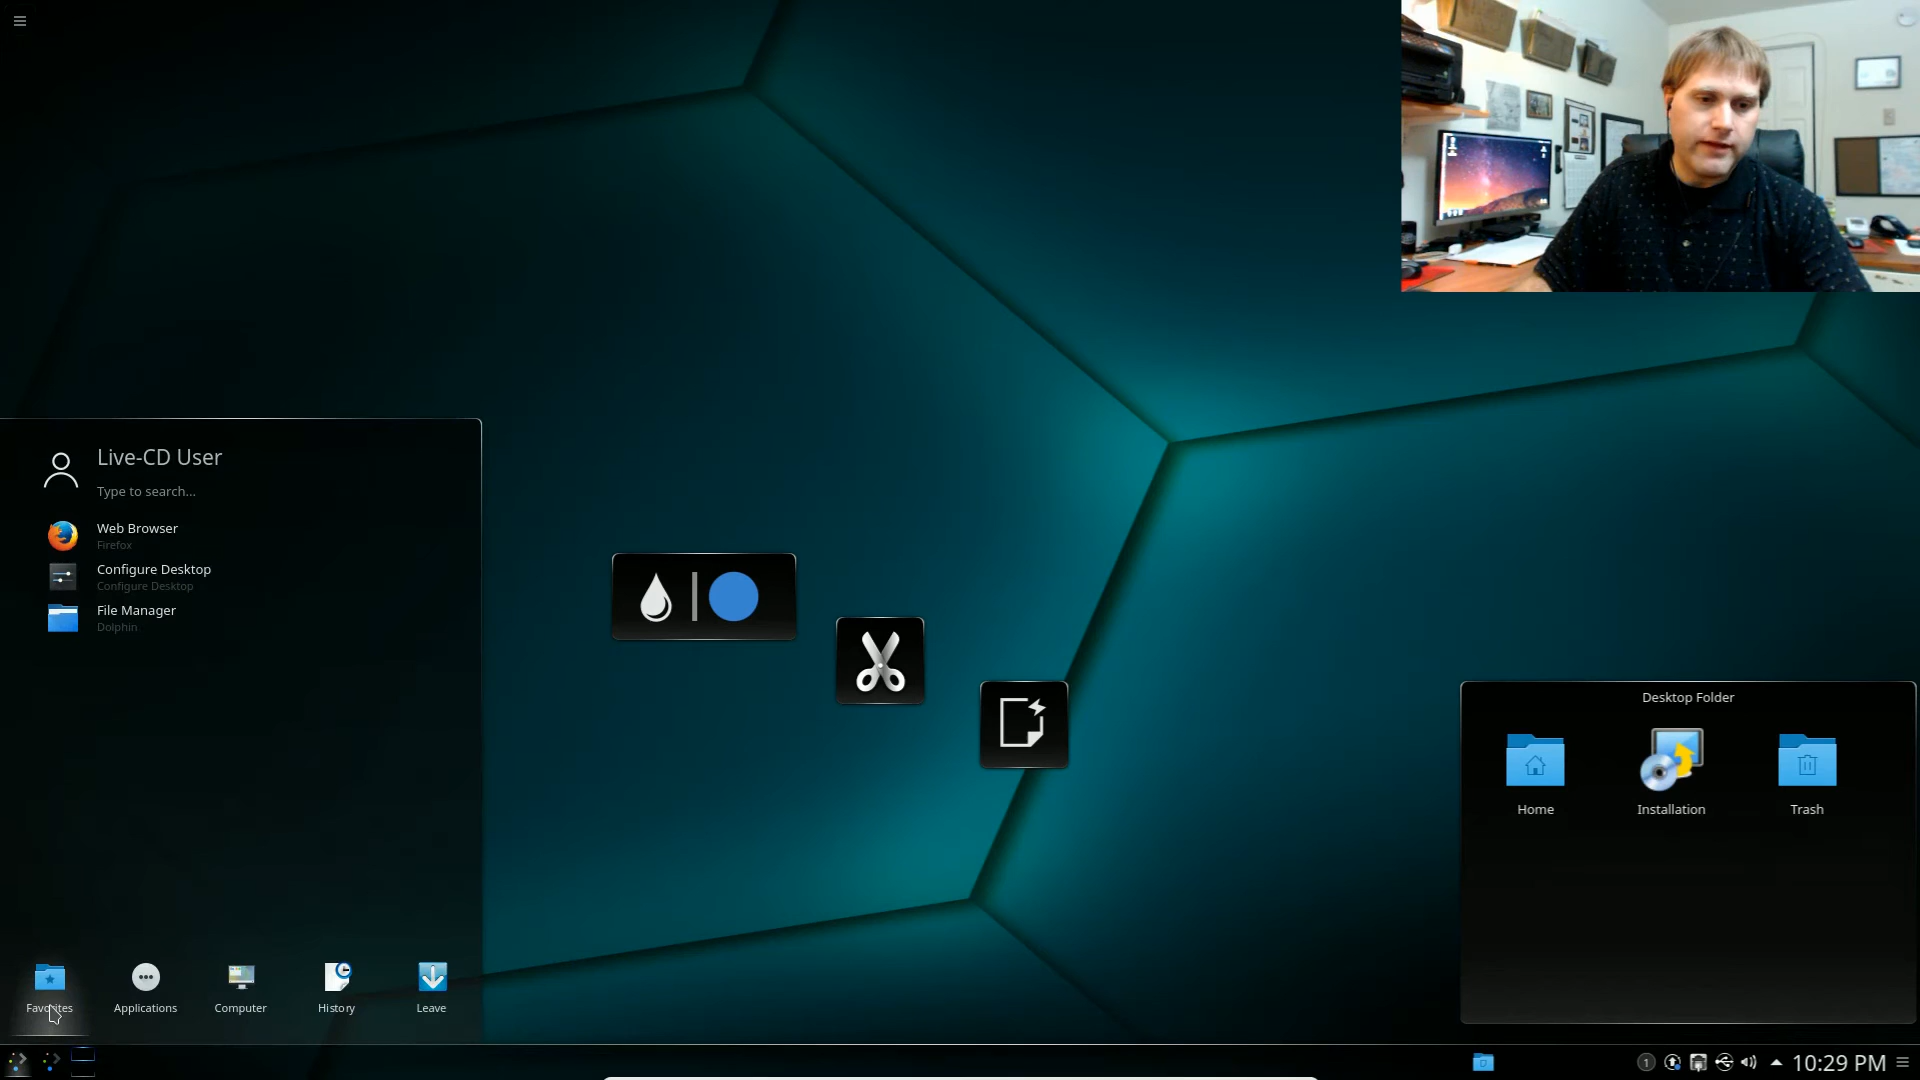 Live-CD User
Type to search...
Web Browser
Firefox
Configure Desktop
Configure Desktop
File Manager
Dolphin
Favorites
Applications
Computer
History
Leave
Desktop Folder
Home
Installation
Trash
1
10:29 PM